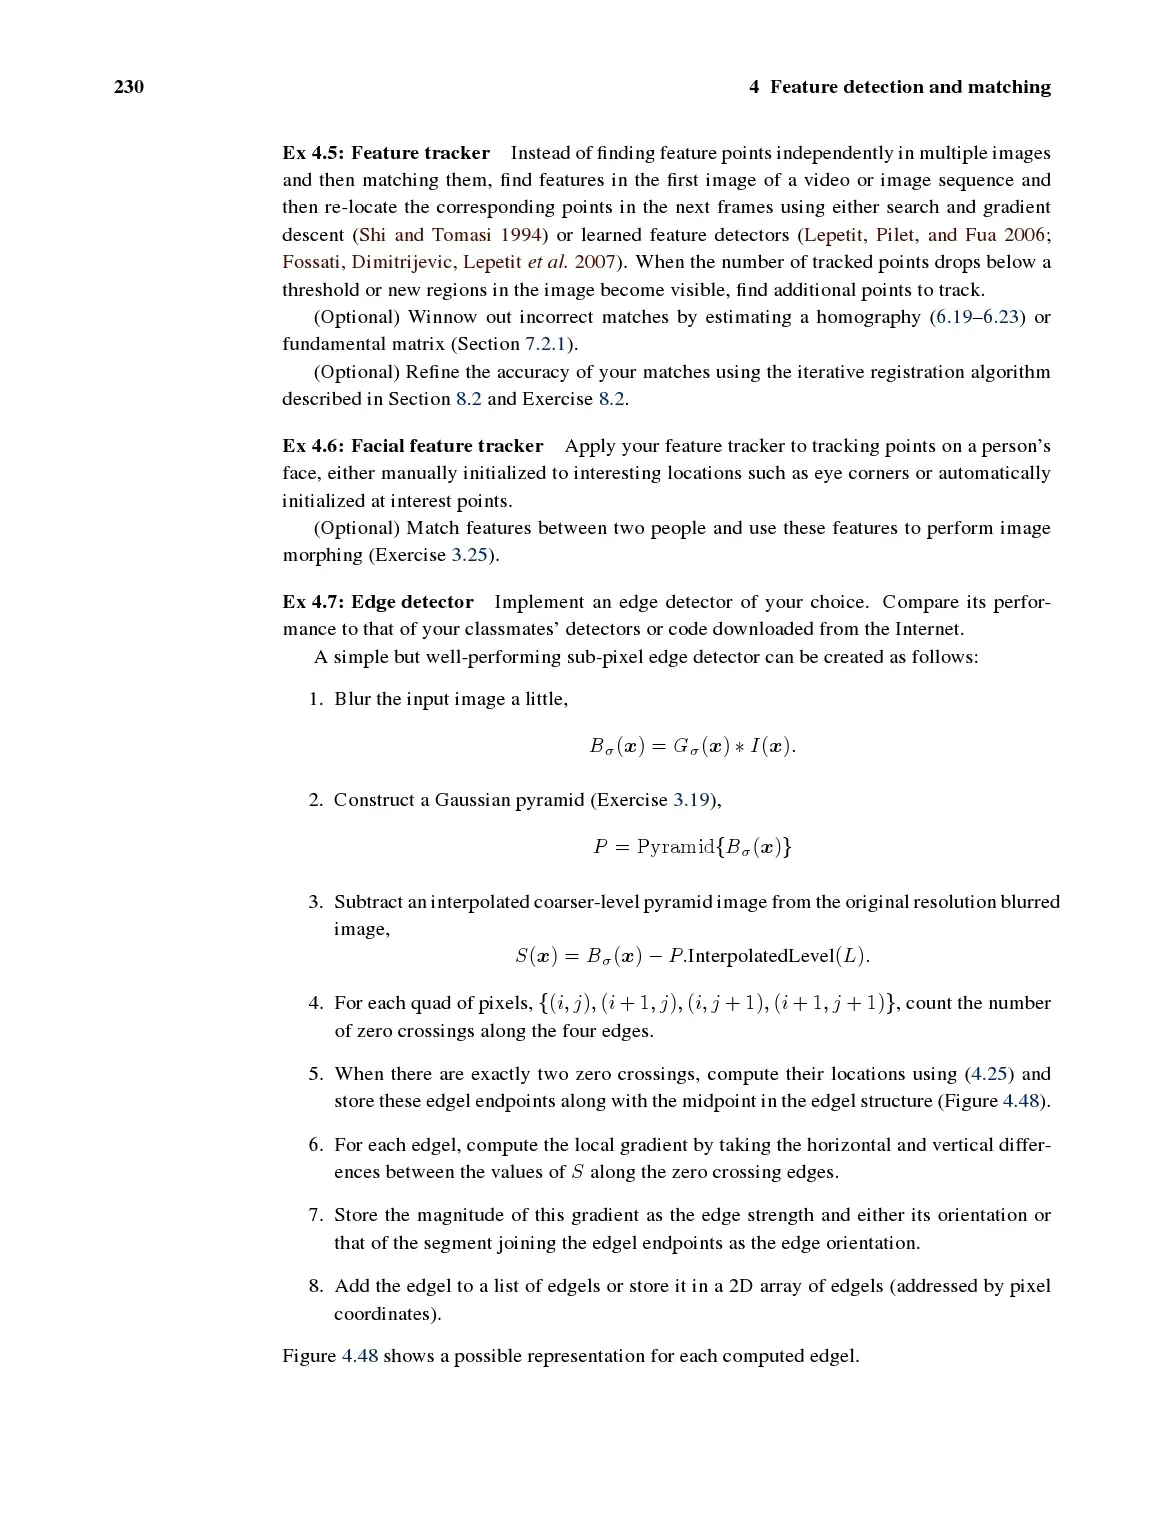 230
4 Feature detection and matching
Ex 4.5: Feature tracker Instead of finding feature points independently in multiple images
and then matching them, find features in the first image of a video or image sequence and
then re-locate the corresponding points in the next frames using either search and gradient
descent (Shi and Tomasi 1994) or learned feature detectors (Lepetit, Pilet, and Fua 2006;
Fossati, Dimitrijevic, Lepetit et al. 2007). When the number of tracked points drops below a
threshold or new regions in the image become visible, find additional points to track.
(Optional) Winnow out incorrect matches by estimating a homography (6.19–6.23) or
fundamental matrix (Section 7.2.1).
(Optional) Refine the accuracy of your matches using the iterative registration algorithm
described in Section 8.2 and Exercise 8.2.
Ex 4.6: Facial feature tracker Apply your feature tracker to tracking points on a person's
face, either manually initialized to interesting locations such as eye corners or automatically
initialized at interest points.
(Optional) Match features between two people and use these features to perform image
morphing (Exercise 3.25).
Ex 4.7: Edge detector Implement an edge detector of your choice. Compare its perfor-
mance to that of your classmates' detectors or code downloaded from the Internet.
A simple but well-performing sub-pixel edge detector can be created as follows:
1. Blur the input image a little,
Bσ(x) = Gσ(x) ∗ I(x).
2. Construct a Gaussian pyramid (Exercise 3.19),
P = Pyramid{Bσ(x)}
3. Subtract an interpolated coarser-level pyramid image from the original resolution blurred
image,
S(x) = Bσ(x) − P.InterpolatedLevel(L).
4. For each quad of pixels, {(i, j), (i + 1, j), (i, j + 1), (i + 1, j + 1)}, count the number
of zero crossings along the four edges.
5. When there are exactly two zero crossings, compute their locations using (4.25) and
store these edgel endpoints along with the midpoint in the edgel structure (Figure 4.48).
6. For each edgel, compute the local gradient by taking the horizontal and vertical differ-
ences between the values of S along the zero crossing edges.
7. Store the magnitude of this gradient as the edge strength and either its orientation or
that of the segment joining the edgel endpoints as the edge orientation.
8. Add the edgel to a list of edgels or store it in a 2D array of edgels (addressed by pixel
coordinates).
Figure 4.48 shows a possible representation for each computed edgel.